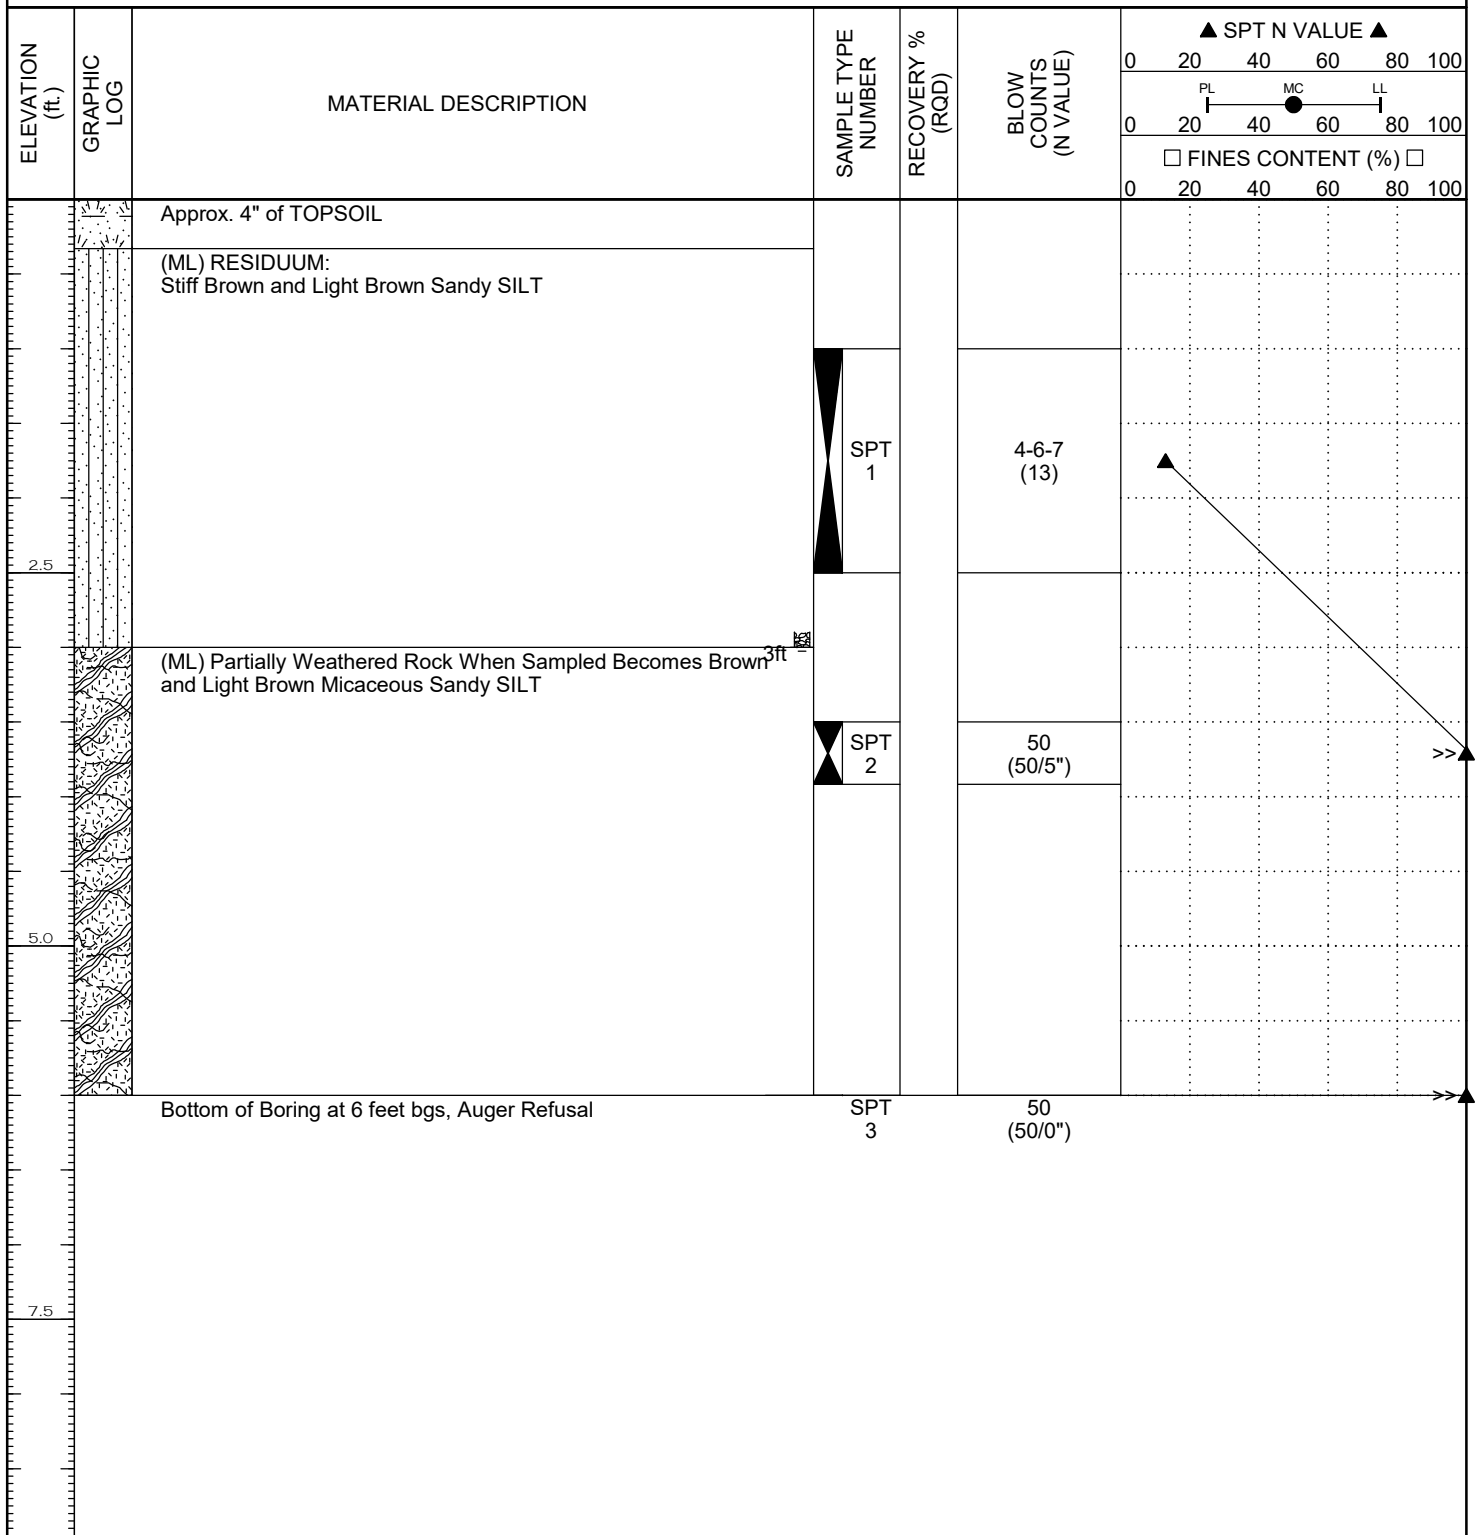 ELEVATION
(ft.)
GRAPHIC
LOG
MATERIAL DESCRIPTION
SAMPLE TYPE
NUMBER
RECOVERY %
(RQD)
BLOW
COUNTS
(N VALUE)
▲ SPT N VALUE ▲
0 20 40 60 80 100
PL MC LL
0 20 40 60 80 100
□ FINES CONTENT (%) □
0 20 40 60 80 100
Approx. 4" of TOPSOIL
(ML) RESIDUUM:
Stiff Brown and Light Brown Sandy SILT
SPT
1
4-6-7
(13)
2.5
3ft
(ML) Partially Weathered Rock When Sampled Becomes Brown
and Light Brown Micaceous Sandy SILT
SPT
2
50
(50/5")
>>
5.0
>>
Bottom of Boring at 6 feet bgs, Auger Refusal
SPT
3
50
(50/0")
7.5